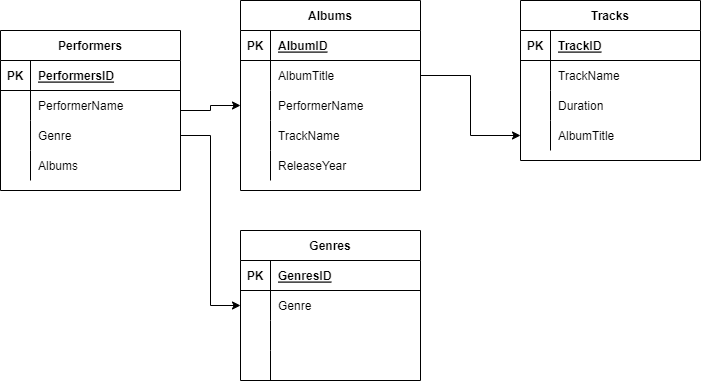 Performers
PK PerformersID
PerformerName
Genre
Albums
Albums
PK AlbumID
AlbumTitle
PerformerName
TrackName
ReleaseYear
Tracks
PK TrackID
TrackName
Duration
AlbumTitle
Genres
PK GenresID
Genre